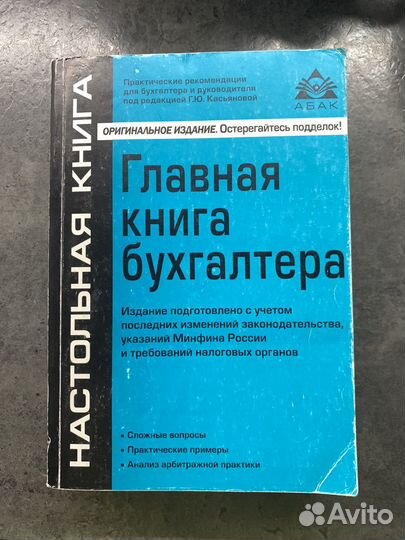 НАСТОЛЬНАЯ КНИГА
Практические рекомендации
для бухгалтера и руководителя
под редакцией Г.Ю. Касьяновой
АБАК
ОРИГИНАЛЬНОЕ ИЗДАНИЕ. Остерегайтесь подделок!
Главная
книга
бухгалтера
Издание подготовлено с учетом
последних изменений законодательства,
указаний Минфина России
и требований налоговых органов
• Сложные вопросы
• Практические примеры
• Анализ арбитражной практики
Avito